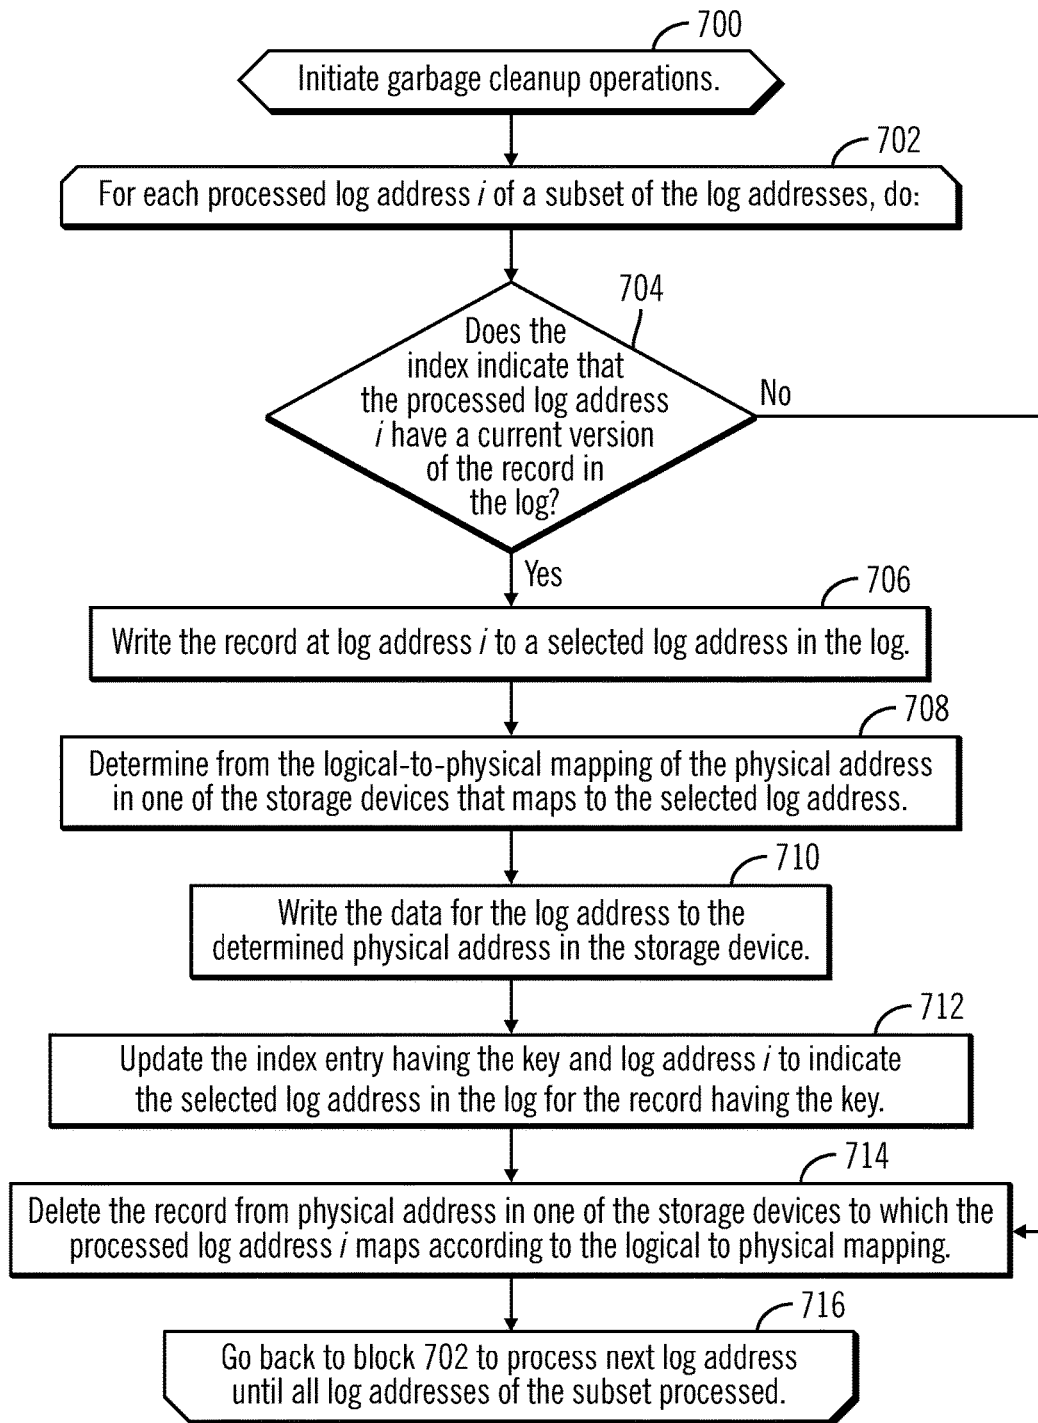 700
Initiate garbage cleanup operations.
702
For each processed log address i of a subset of the log addresses, do:
704
Does the
index indicate that
the processed log address
i have a current version
of the record in
the log?
No
Yes
706
Write the record at log address i to a selected log address in the log.
708
Determine from the logical-to-physical mapping of the physical address
in one of the storage devices that maps to the selected log address.
710
Write the data for the log address to the
determined physical address in the storage device.
712
Update the index entry having the key and log address i to indicate
the selected log address in the log for the record having the key.
714
Delete the record from physical address in one of the storage devices to which the
processed log address i maps according to the logical to physical mapping.
716
Go back to block 702 to process next log address
until all log addresses of the subset processed.